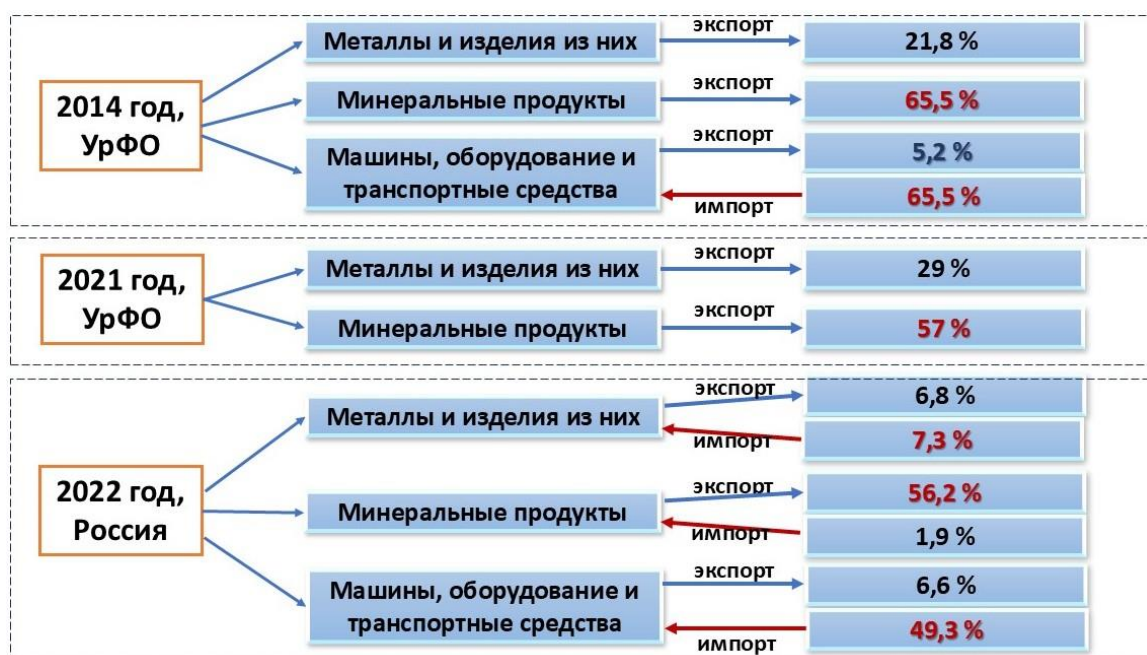 2014 год,
УрФО
Металлы и изделия из них
экспорт
21,8 %
Минеральные продукты
экспорт
65,5 %
Машины, оборудование и
транспортные средства
экспорт
5,2 %
импорт
65,5 %
2021 год,
УрФО
Металлы и изделия из них
экспорт
29 %
Минеральные продукты
экспорт
57 %
2022 год,
Россия
Металлы и изделия из них
экспорт
6,8 %
импорт
7,3 %
Минеральные продукты
экспорт
56,2 %
импорт
1,9 %
Машины, оборудование и
транспортные средства
экспорт
6,6 %
импорт
49,3 %